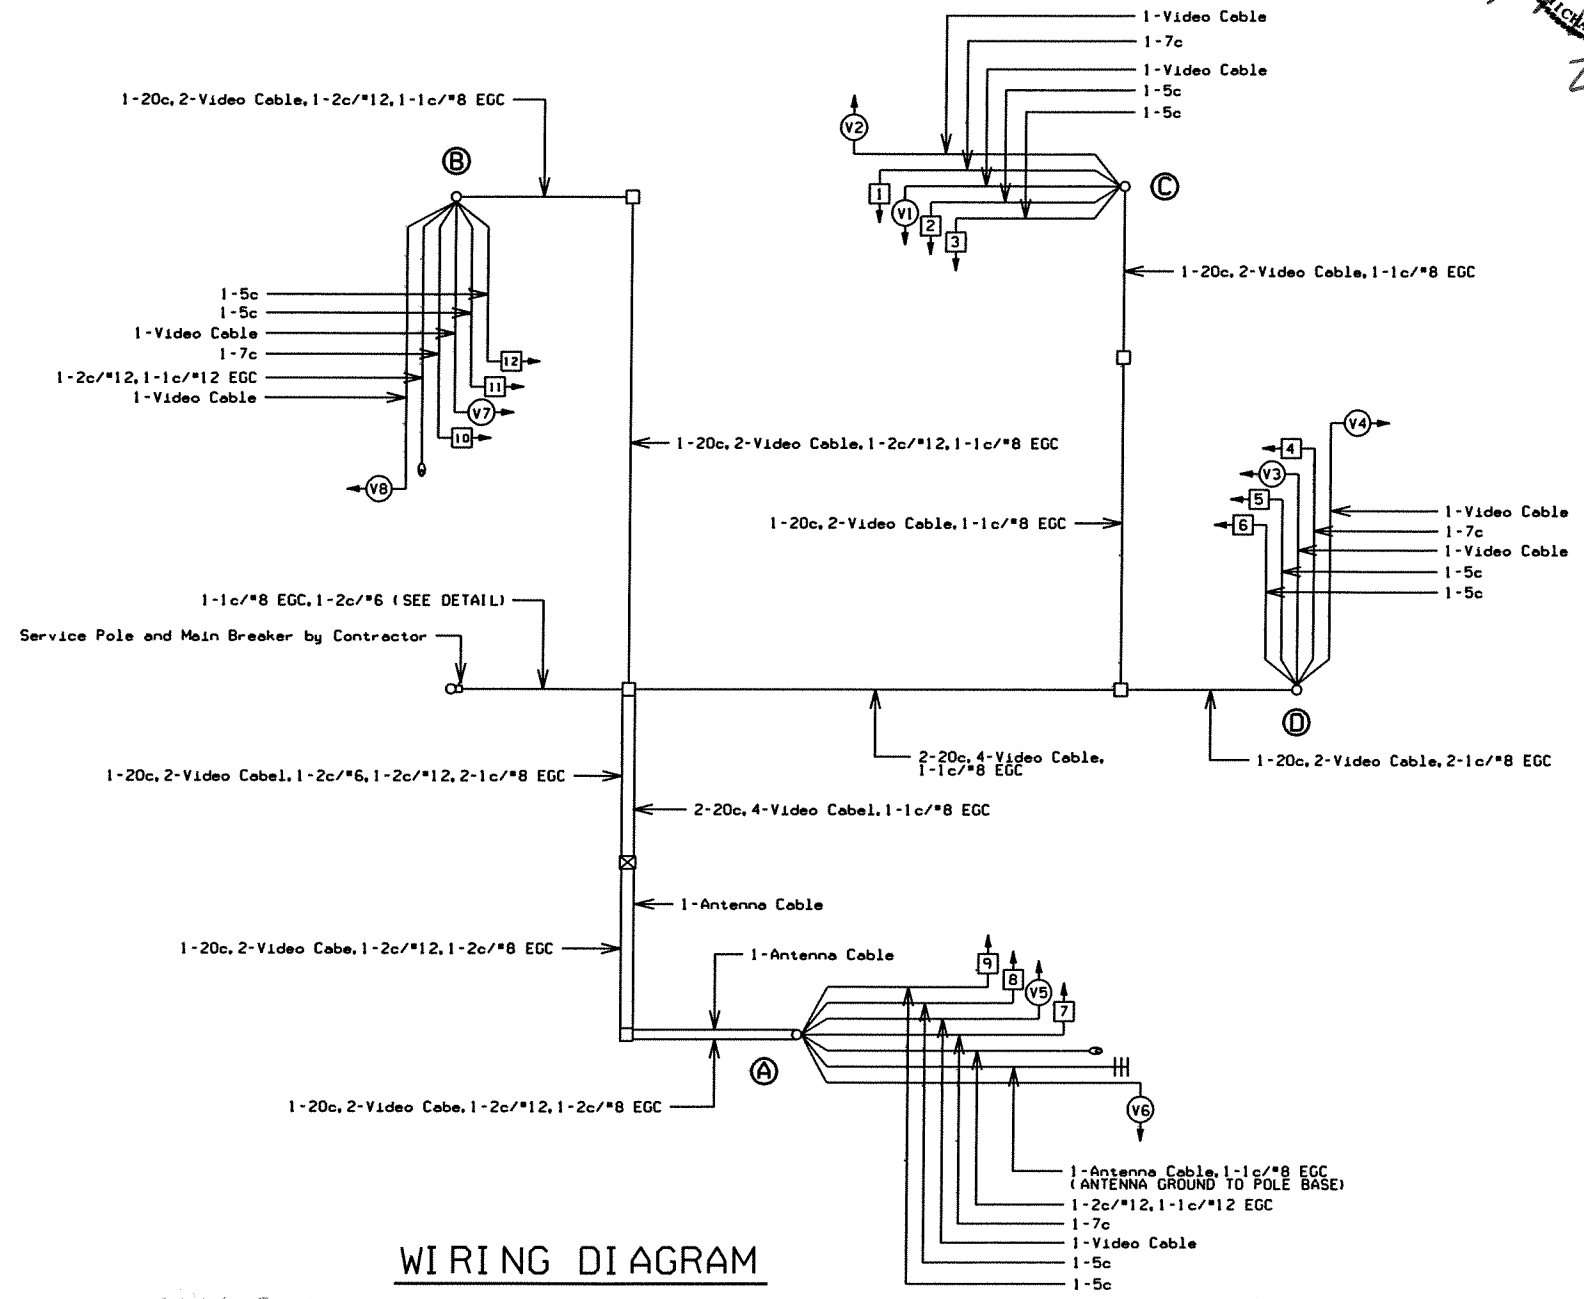 1-Video Cable
1-7c
1-Video Cable
1-5c
1-5c
1-20c, 2-Video Cable, 1-2c/#12, 1-1c/#8 EGC
V2
B
C
1
V1
2
3
1-20c, 2-Video Cable, 1-1c/#8 EGC
1-5c
1-5c
1-Video Cable
1-7c
1-2c/#12, 1-1c/#12 EGC
1-Video Cable
12
11
V7
10
V8
1-20c, 2-Video Cable, 1-2c/#12, 1-1c/#8 EGC
V4
4
V3
5
6
1-20c, 2-Video Cable, 1-1c/#8 EGC
1-Video Cable
1-7c
1-Video Cable
1-5c
1-5c
1-1c/#8 EGC, 1-2c/#6 (SEE DETAIL)
Service Pole and Main Breaker by Contractor
D
2-20c, 4-Video Cable,
1-1c/#8 EGC
1-20c, 2-Video Cable, 2-1c/#8 EGC
1-20c, 2-Video Cabel, 1-2c/#6, 1-2c/#12, 2-1c/#8 EGC
2-20c, 4-Video Cabel, 1-1c/#8 EGC
1-Antenna Cable
1-20c, 2-Video Cabe, 1-2c/#12, 1-2c/#8 EGC
1-Antenna Cable
9
8
V5
7
A
1-20c, 2-Video Cabe, 1-2c/#12, 1-2c/#8 EGC
V6
1-Antenna Cable, 1-1c/#8 EGC
(ANTENNA GROUND TO POLE BASE)
1-2c/#12, 1-1c/#12 EGC
1-7c
1-Video Cable
1-5c
1-5c
WIRING DIAGRAM